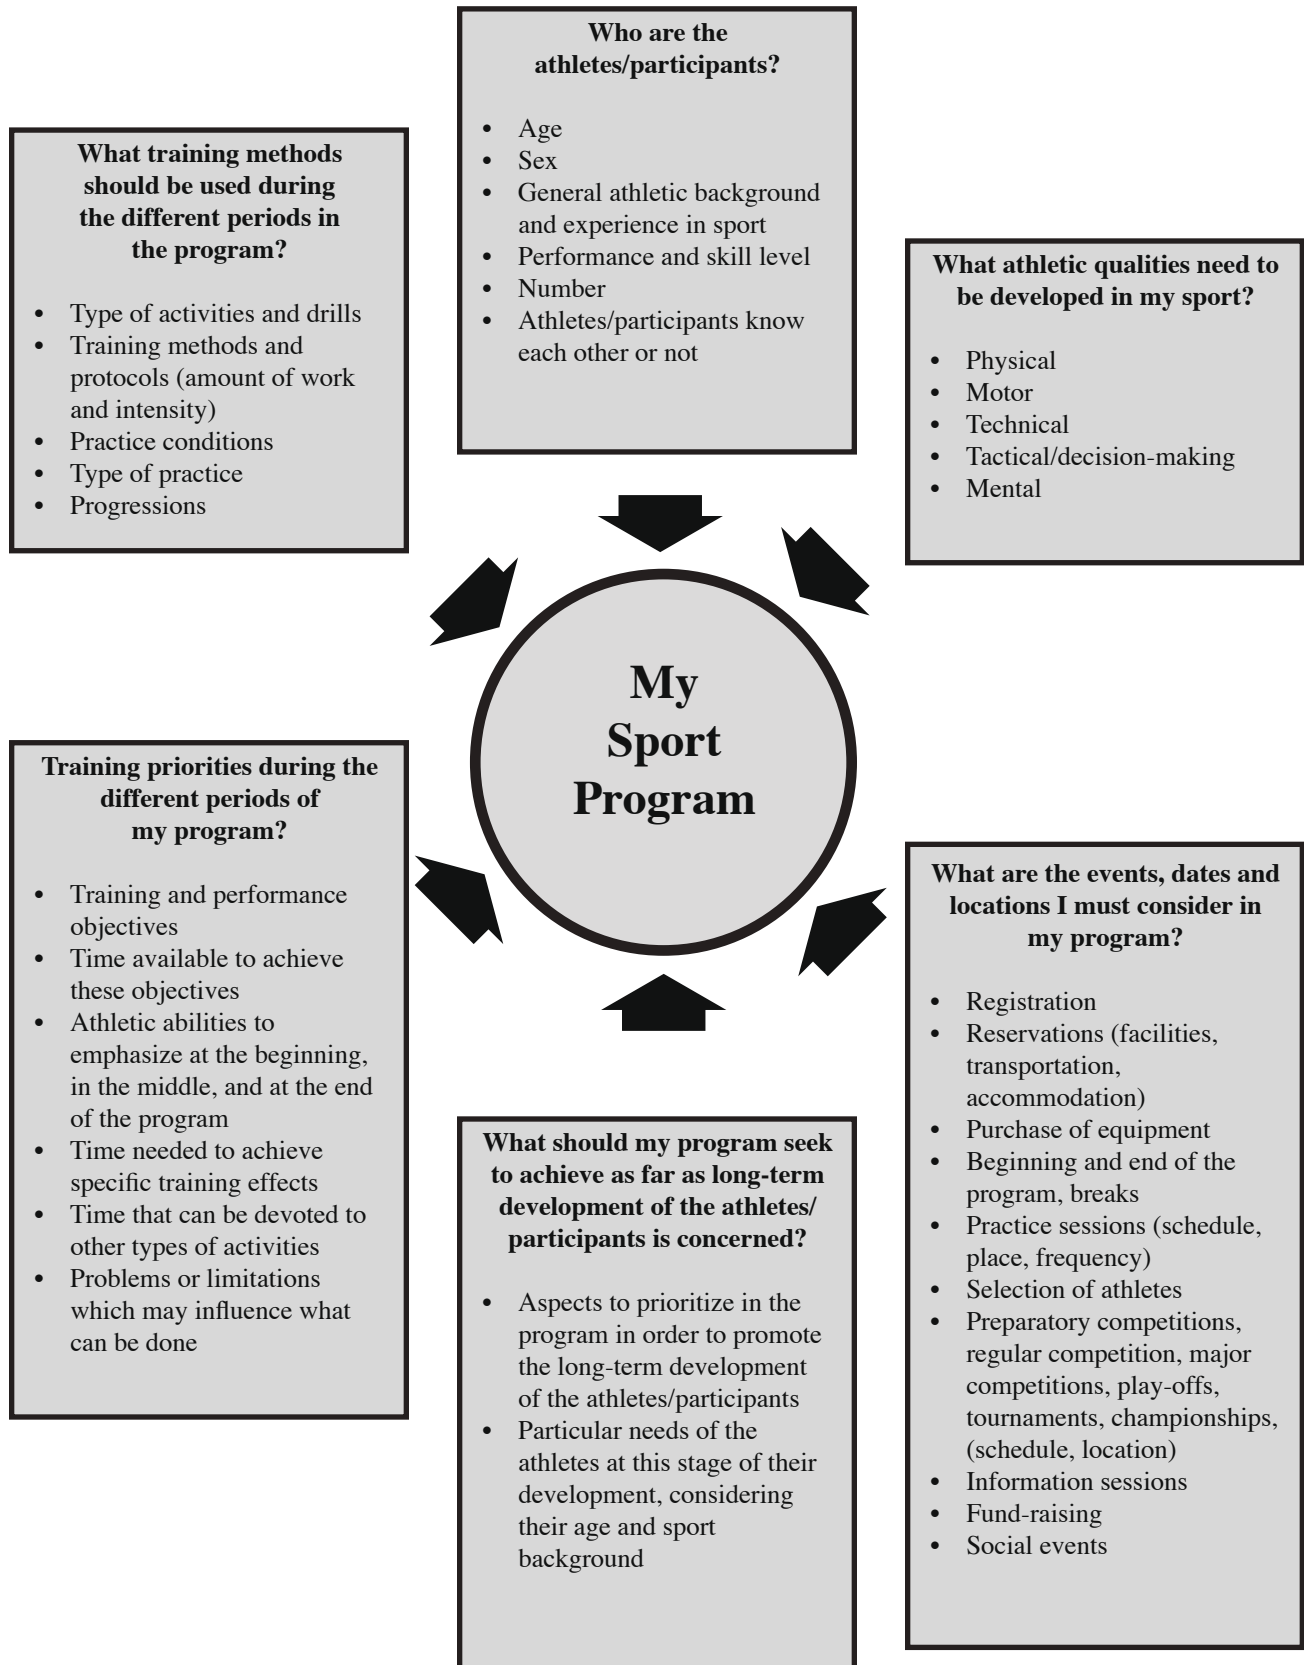 Who are the
athletes/participants?
• Age
• Sex
• General athletic background
and experience in sport
• Performance and skill level
• Number
• Athletes/participants know
each other or not
What training methods
should be used during
the different periods in
the program?
• Type of activities and drills
• Training methods and
protocols (amount of work
and intensity)
• Practice conditions
• Type of practice
• Progressions
What athletic qualities need to
be developed in my sport?
• Physical
• Motor
• Technical
• Tactical/decision-making
• Mental
My
Sport
Program
Training priorities during the
different periods of
my program?
• Training and performance
objectives
• Time available to achieve
these objectives
• Athletic abilities to
emphasize at the beginning,
in the middle, and at the end
of the program
• Time needed to achieve
specific training effects
• Time that can be devoted to
other types of activities
• Problems or limitations
which may influence what
can be done
What are the events, dates and
locations I must consider in
my program?
• Registration
• Reservations (facilities,
transportation,
accommodation)
• Purchase of equipment
• Beginning and end of the
program, breaks
• Practice sessions (schedule,
place, frequency)
• Selection of athletes
• Preparatory competitions,
regular competition, major
competitions, play-offs,
tournaments, championships,
(schedule, location)
• Information sessions
• Fund-raising
• Social events
What should my program seek
to achieve as far as long-term
development of the athletes/
participants is concerned?
• Aspects to prioritize in the
program in order to promote
the long-term development
of the athletes/participants
• Particular needs of the
athletes at this stage of their
development, considering
their age and sport
background